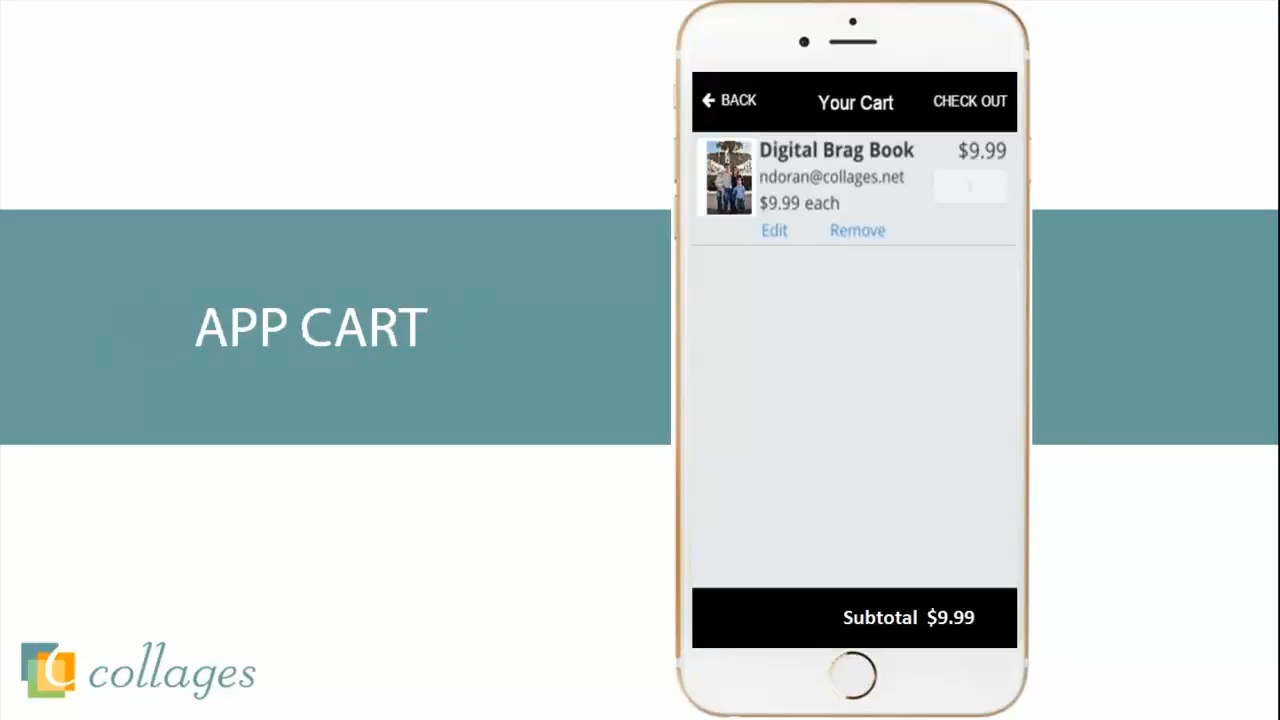 APP CART
BACK Your Cart CHECK OUT
Digital Brag Book $9.99
ndoran@collages.net
$9.99 each 1
Edit Remove
Subtotal $9.99
collages